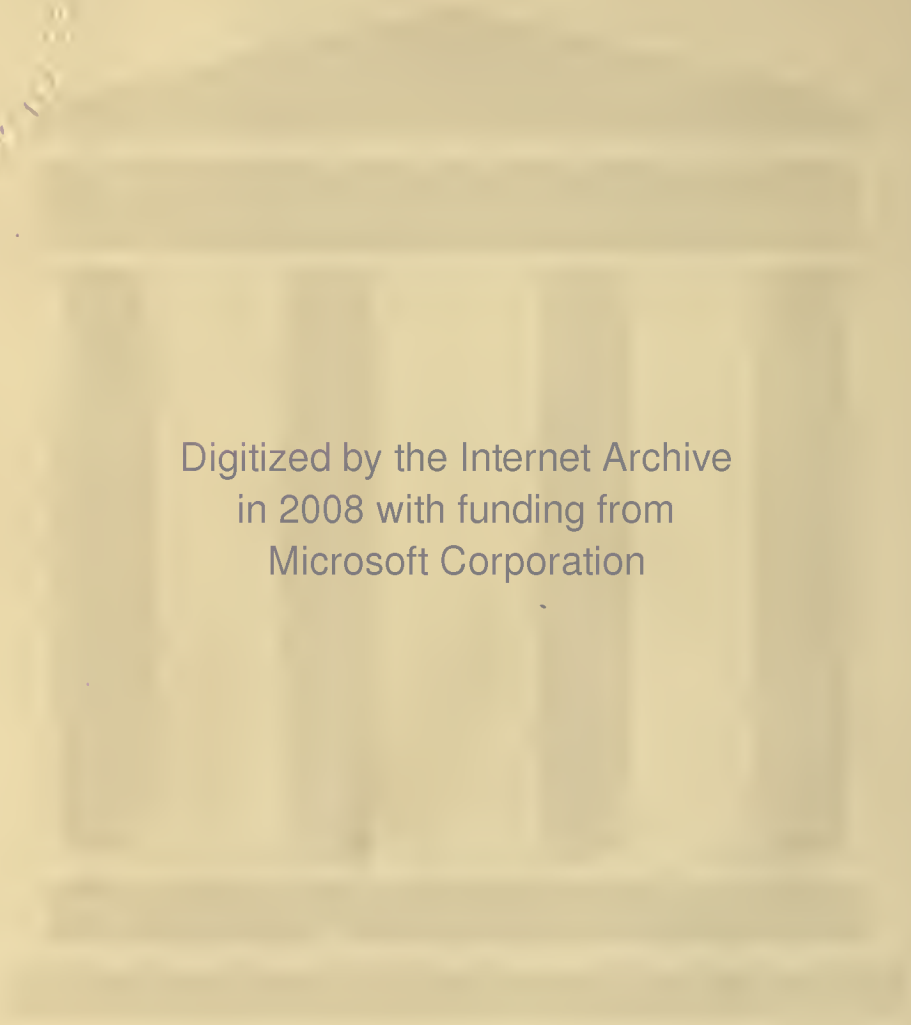 Digitized by the Internet Archive
in 2008 with funding from
Microsoft Corporation